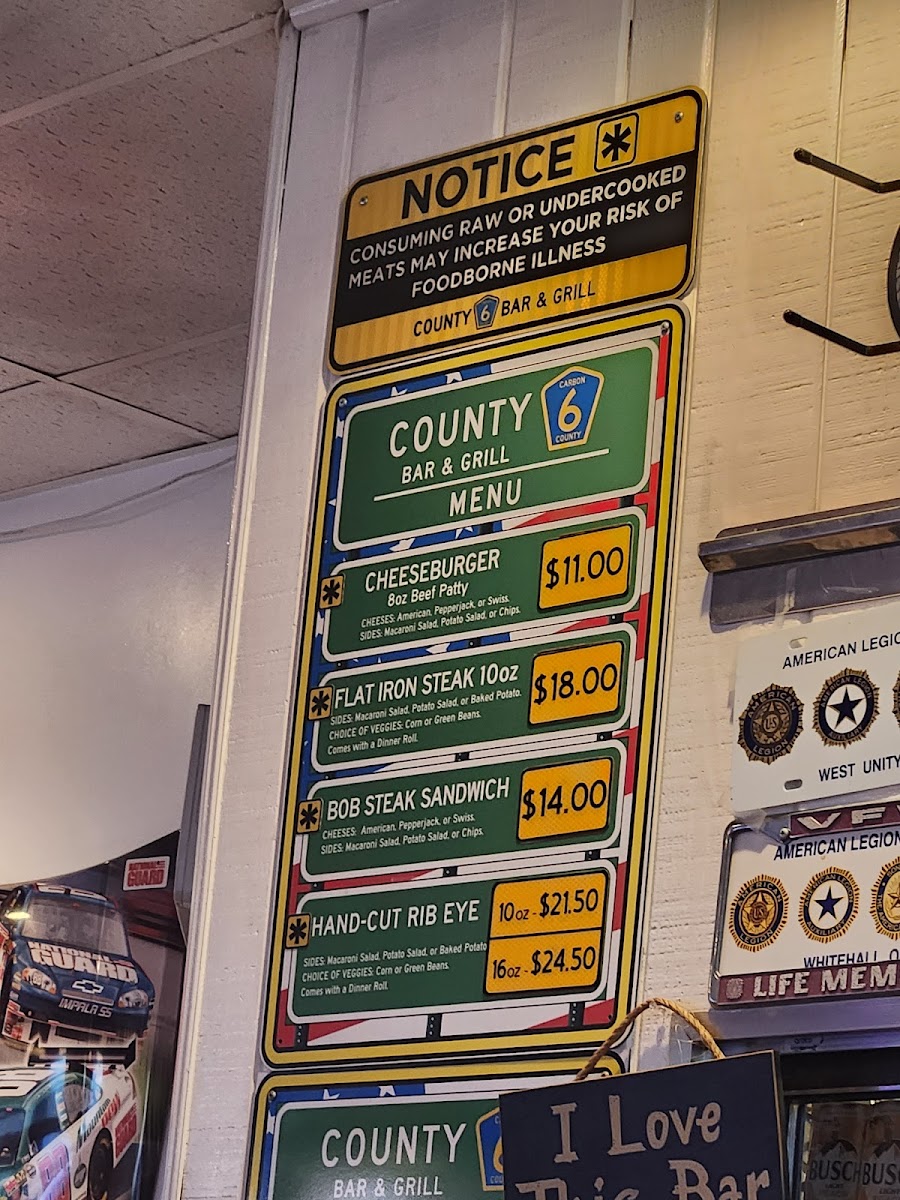 NOTICE *
CONSUMING RAW OR UNDERCOOKED
MEATS MAY INCREASE YOUR RISK OF
FOODBORNE ILLNESS
COUNTY 6 BAR & GRILL
COUNTY
BAR & GRILL
CARBON
6
COUNTY
MENU
* CHEESEBURGER $11.00
8oz Beef Patty
CHEESES: American, Pepperjack, or Swiss.
SIDES: Macaroni Salad, Potato Salad, or Chips.
* FLAT IRON STEAK 10oz $18.00
SIDES: Macaroni Salad, Potato Salad, or Baked Potato.
CHOICE OF VEGGIES: Corn or Green Beans.
Comes with a Dinner Roll.
* BOB STEAK SANDWICH $14.00
CHEESES: American, Pepperjack, or Swiss.
SIDES: Macaroni Salad, Potato Salad, or Chips.
* HAND-CUT RIB EYE
10oz - $21.50
16oz - $24.50
SIDES: Macaroni Salad, Potato Salad, or Baked Potato
CHOICE OF VEGGIES: Corn or Green Beans.
Comes with a Dinner Roll.
COUNTY
BAR & GRILL
I Love
This Bar
AMERICAN
WEST UNITY
VF
AMERICAN LEGION
WHITEHALL
LIFE MEM
NATIONAL
GUARD
GUARD
IMPALA SS
BUSCH